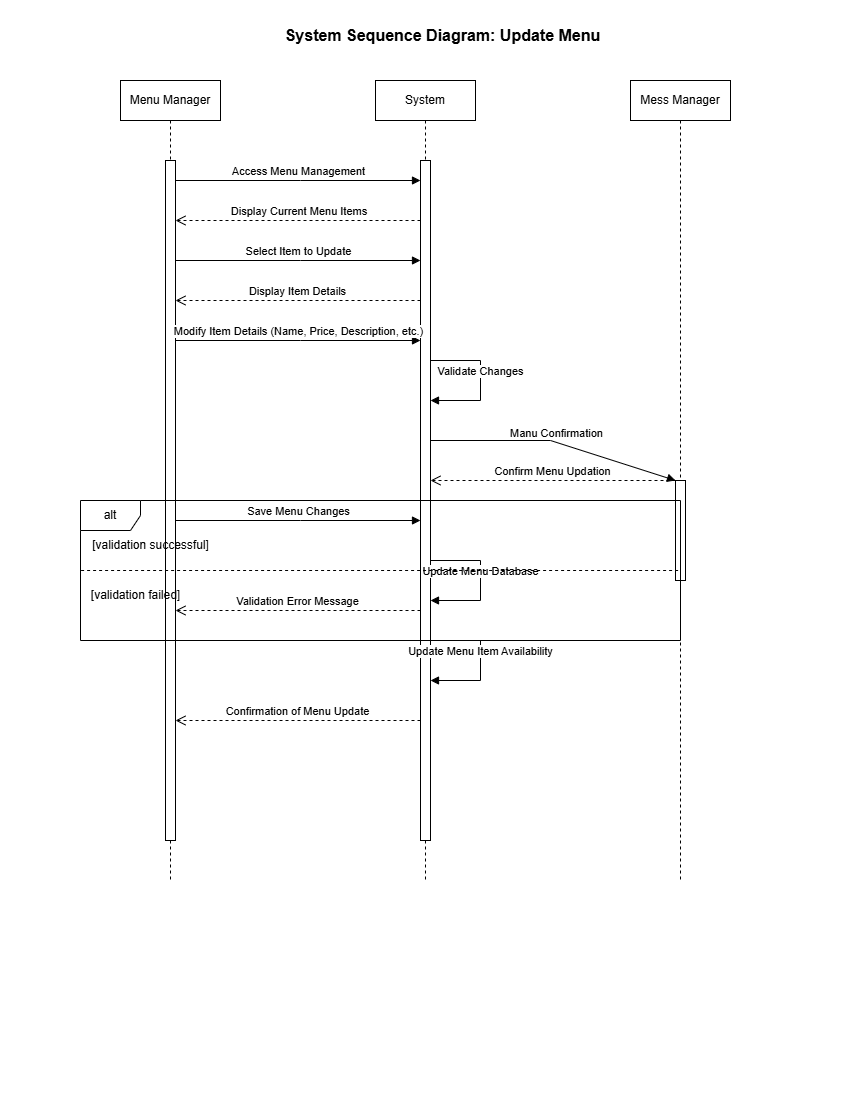 System Sequence Diagram: Update Menu
Menu Manager
System
Mess Manager
Access Menu Management
Display Current Menu Items
Select Item to Update
Display Item Details
Modify Item Details (Name, Price, Description, etc.)
Validate Changes
Manu Confirmation
Confirm Menu Updation
alt
Save Menu Changes
[validation successful]
Update Menu Database
[validation failed]
Validation Error Message
Update Menu Item Availability
Confirmation of Menu Update